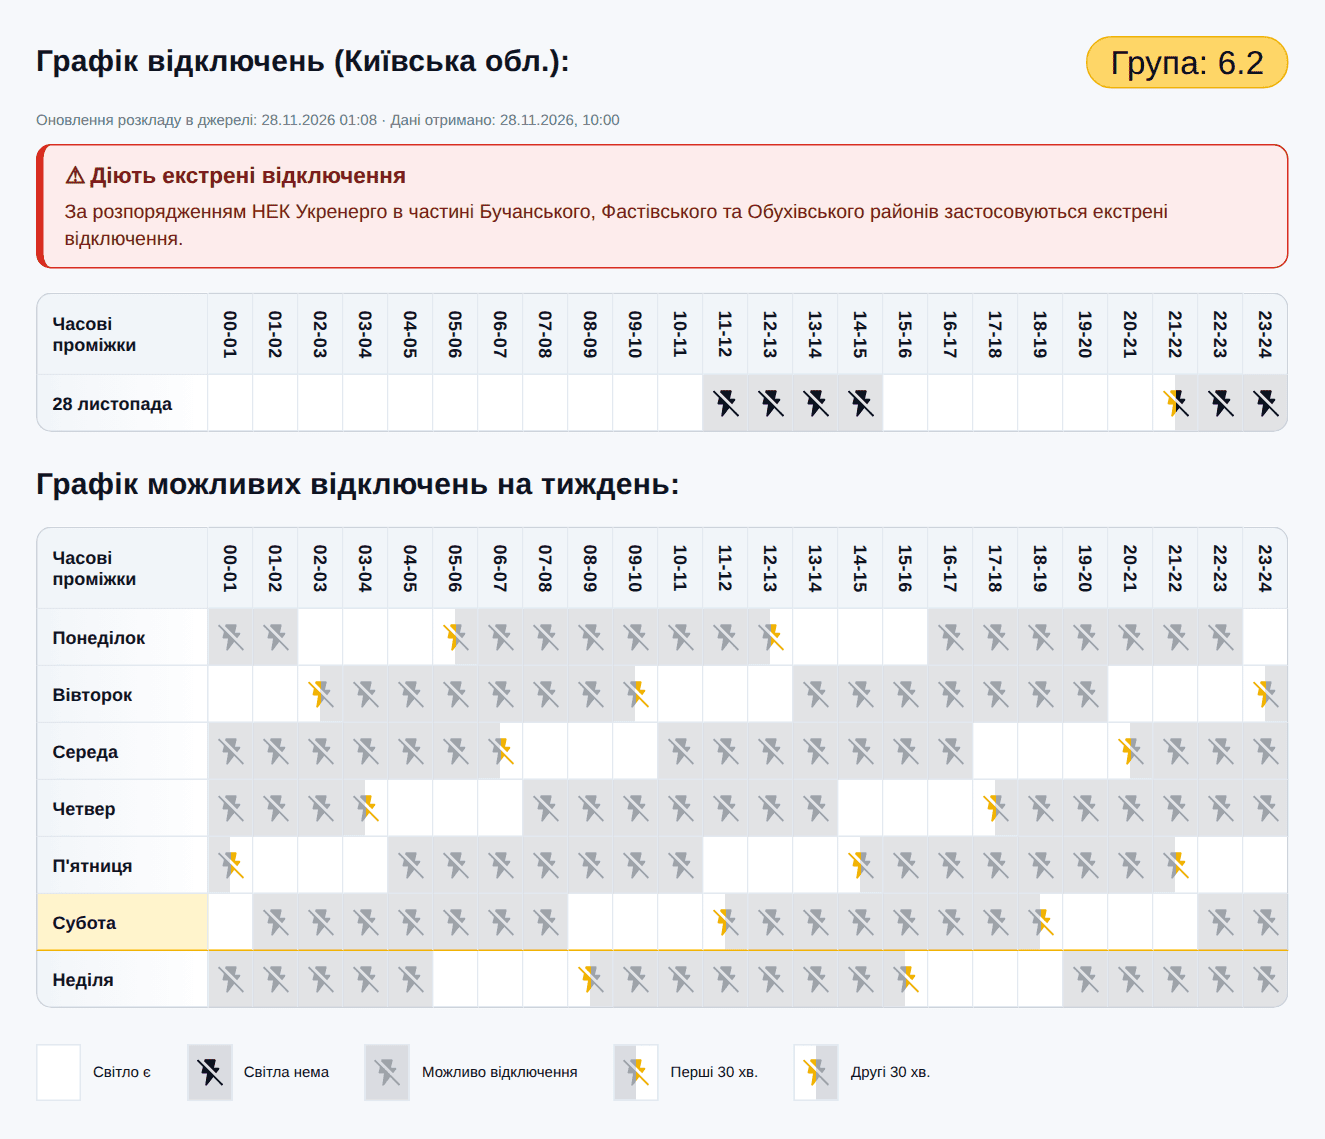 Графік відключень (Київська обл.):
Група: 6.2
Оновлення розкладу в джерелі: 28.11.2026 01:08 · Дані отримано: 28.11.2026, 10:00
⚠ Діють екстрені відключення
За розпорядженням НЕК Укренерго в частині Бучанського, Фастівського та Обухівського районів застосовуються екстрені
відключення.
Часові
проміжки
00-01 01-02 02-03 03-04 04-05 05-06 06-07 07-08 08-09 09-10 10-11 11-12 12-13 13-14 14-15 15-16 16-17 17-18 18-19 19-20 20-21 21-22 22-23 23-24
28 листопада
Графік можливих відключень на тиждень:
Часові
проміжки
00-01 01-02 02-03 03-04 04-05 05-06 06-07 07-08 08-09 09-10 10-11 11-12 12-13 13-14 14-15 15-16 16-17 17-18 18-19 19-20 20-21 21-22 22-23 23-24
Понеділок
Вівторок
Середа
Четвер
П'ятниця
Субота
Неділя
Світло є
Світла нема
Можливо відключення
Перші 30 хв.
Другі 30 хв.